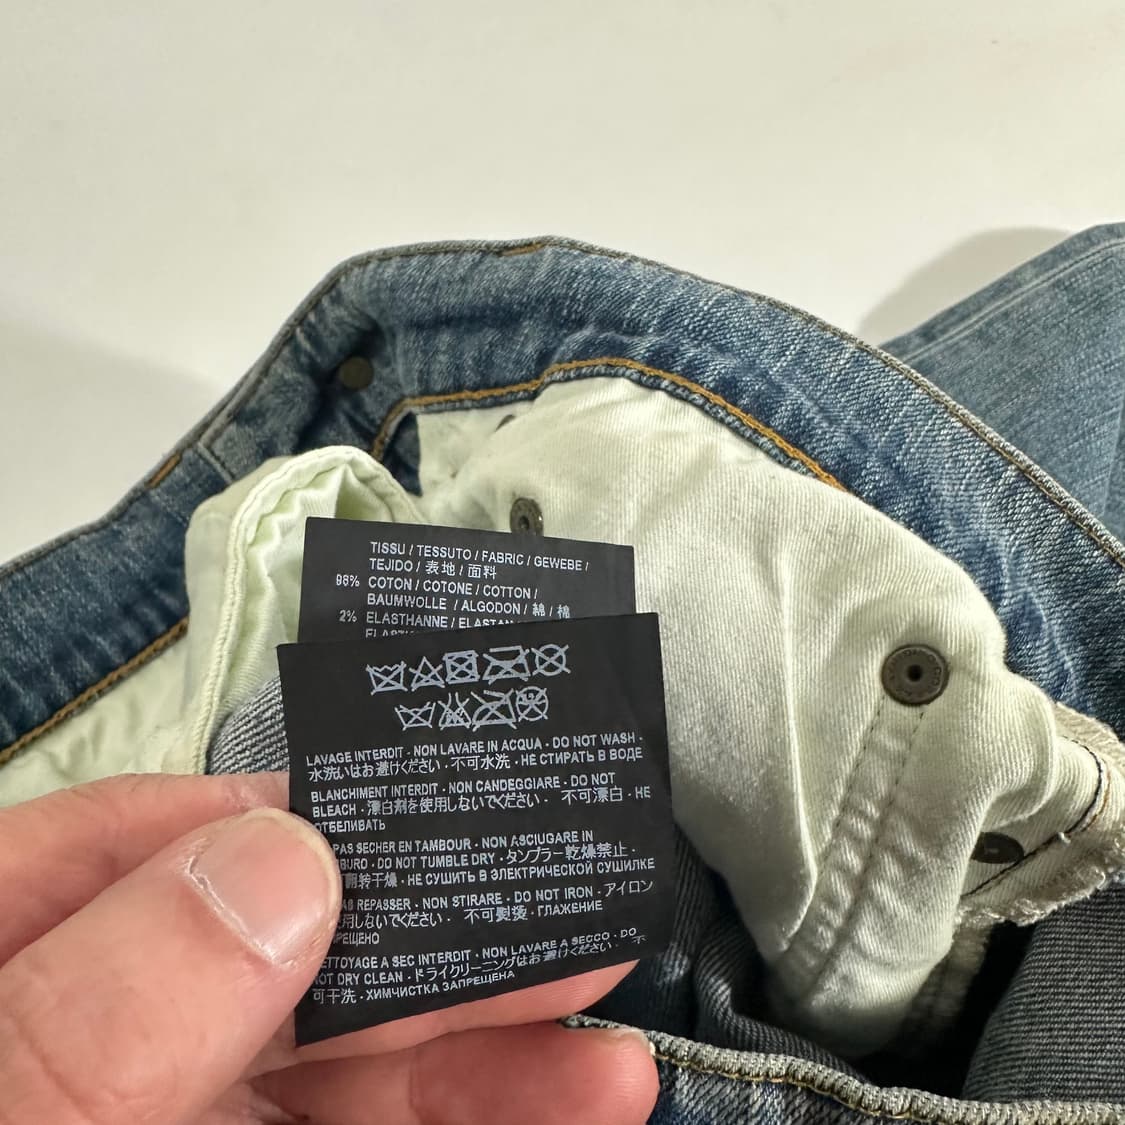 TISSU / TESSUTO / FABRIC / GEWEBE /
TEJIDO / 表地 / 面料
98% COTON / COTONE / COTTON /
BAUMWOLLE / ALGODON / 綿 / 棉
2% ELASTHANNE / ELASTAN
LAVAGE INTERDIT - NON LAVARE IN ACQUA - DO NOT WASH -
水洗いはお避けください · 不可水洗 · НЕ СТИРАТЬ В ВОДЕ
BLANCHIMENT INTERDIT - NON CANDEGGIARE - DO NOT
BLEACH - 漂白剤を使用しないでください · 不可漂白 - НЕ
ОТБЕЛИВАТЬ
PAS SECHER EN TAMBOUR - NON ASCIUGARE IN
BURO - DO NOT TUMBLE DRY - タンブラー乾燥禁止 -
翻转干燥 - НЕ СУШИТЬ В ЭЛЕКТРИЧЕСКОЙ СУШИЛКЕ
AS REPASSER - NON STIRARE - DO NOT IRON - アイロン
使用しないでください · 不可熨烫 - ГЛАЖЕНИЕ
РЕЩЕНО
NETTOYAGE A SEC INTERDIT - NON LAVARE A SECCO - DO
NOT DRY CLEAN - ドライクリーニングはお避けください · 不
可干洗 - ХИМЧИСТКА ЗАПРЕЩЕНА